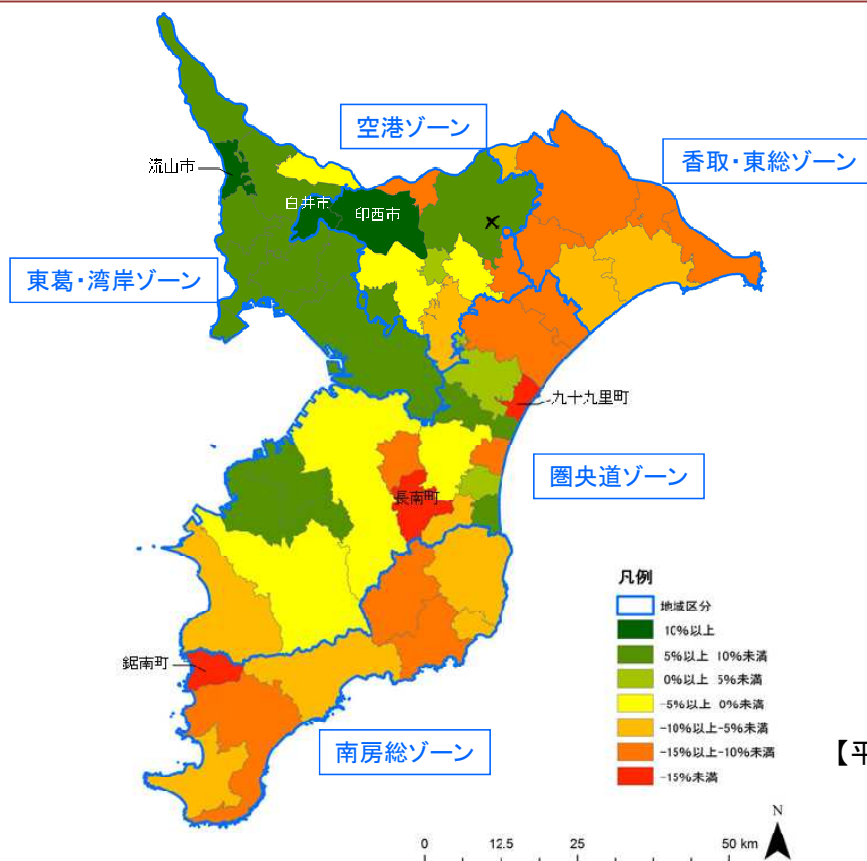 空港ゾーン
香取・東総ゾーン
流山市
白井市
印西市
東葛・湾岸ゾーン
九十九里町
圏央道ゾーン
長南町
凡例
地域区分
10%以上
5%以上 10%未満
0%以上 5%未満
-5%以上 0%未満
-10%以上-5%未満
-15%以上-10%未満
-15%未満
鋸南町
南房総ゾーン
【平
N
0 12.5 25 50 km